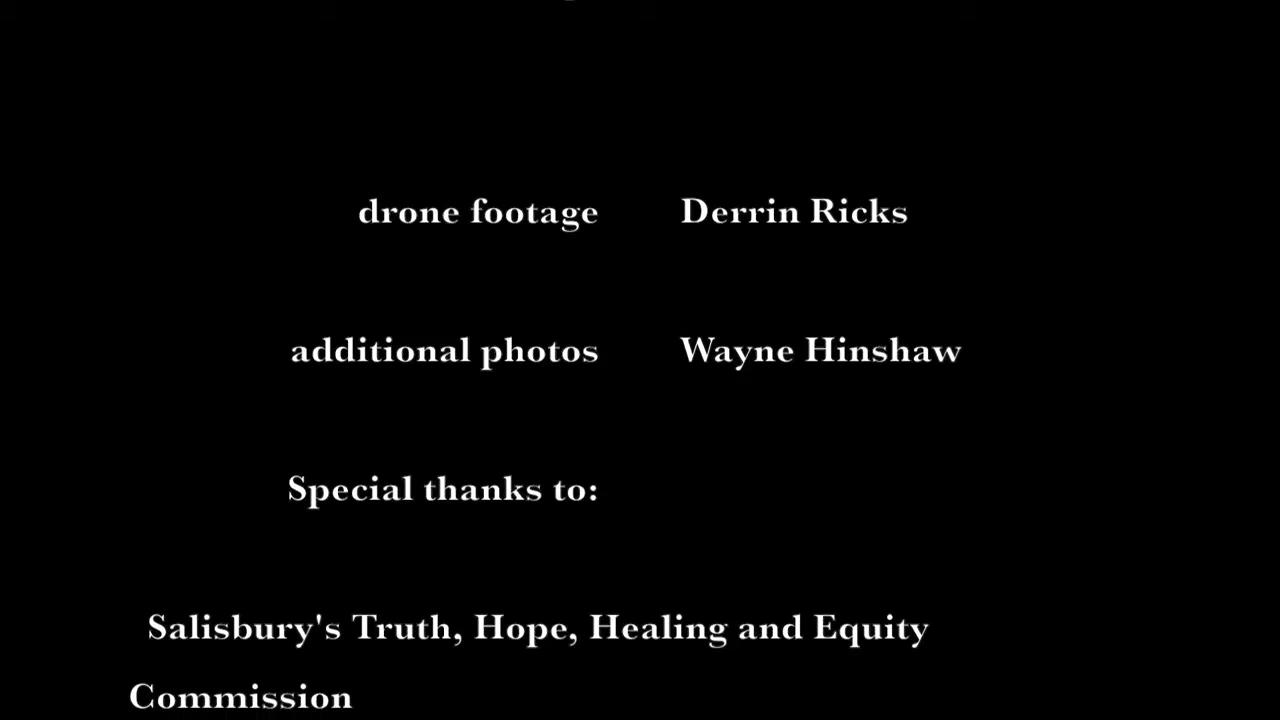 drone footage Derrin Ricks
additional photos Wayne Hinshaw
Special thanks to:
Salisbury's Truth, Hope, Healing and Equity
Commission